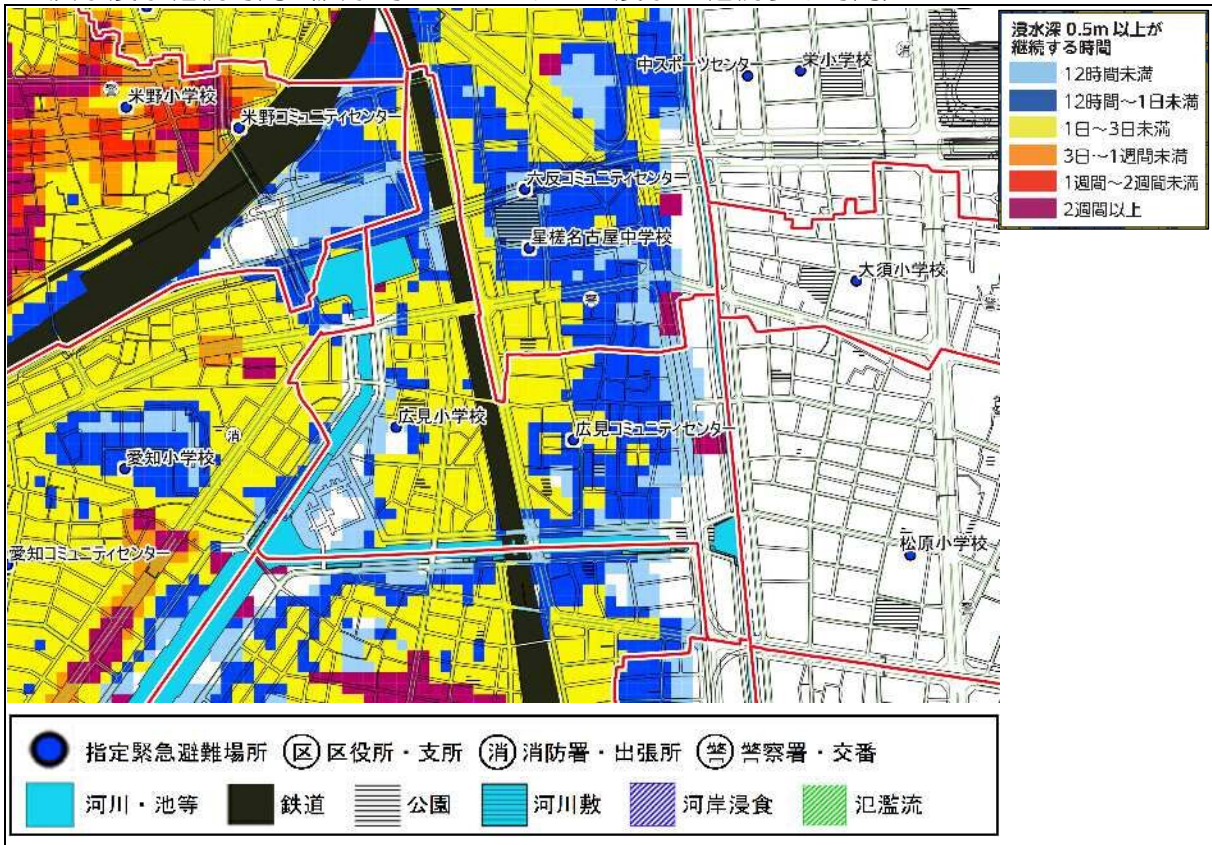 浸水深 0.5m 以上が
継続する時間
12時間未満
12時間～1日未満
1日～3日未満
3日～1週間未満
1週間～2週間未満
2週間以上
中スポーツセンター
栄小学校
消
警
米野小学校
米野コミュニティセンター
六反コミュニティセンター
星槎名古屋中学校
大須小学校
警
警
広見小学校
広見コミュニティセンター
消
愛知小学校
愛知コミュニティセンター
松原小学校
警
指定緊急避難場所 区 区役所・支所 消 消防署・出張所 警 警察署・交番
河川・池等 鉄道 公園 河川敷 河岸浸食 氾濫流